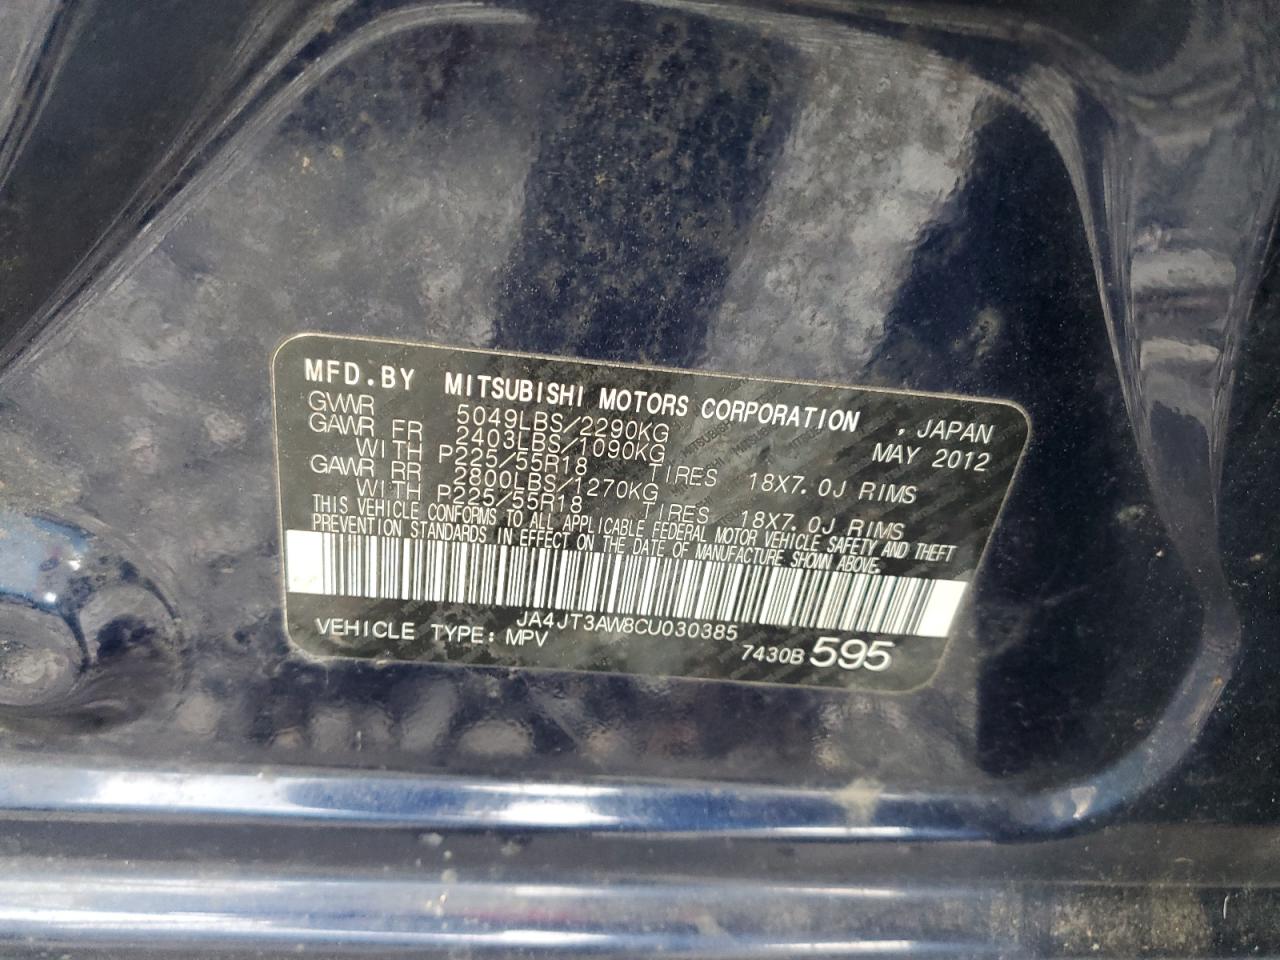 MFD.BY MITSUBISHI MOTORS CORPORATION , JAPAN
GVWR 5049LBS/2290KG MAY 2012
GAWR FR 2403LBS/1090KG
WITH P225/55R18 TIRES 18X7.0J RIMS
GAWR RR 2800LBS/1270KG
WITH P225/55R18 TIRES 18X7.0J RIMS
THIS VEHICLE CONFORMS TO ALL APPLICABLE FEDERAL MOTOR VEHICLE SAFETY AND THEFT
PREVENTION STANDARDS IN EFFECT ON THE DATE OF MANUFACTURE SHOWN ABOVE.
JA4JT3AW8CU030385
VEHICLE TYPE: MPV 7430B 595